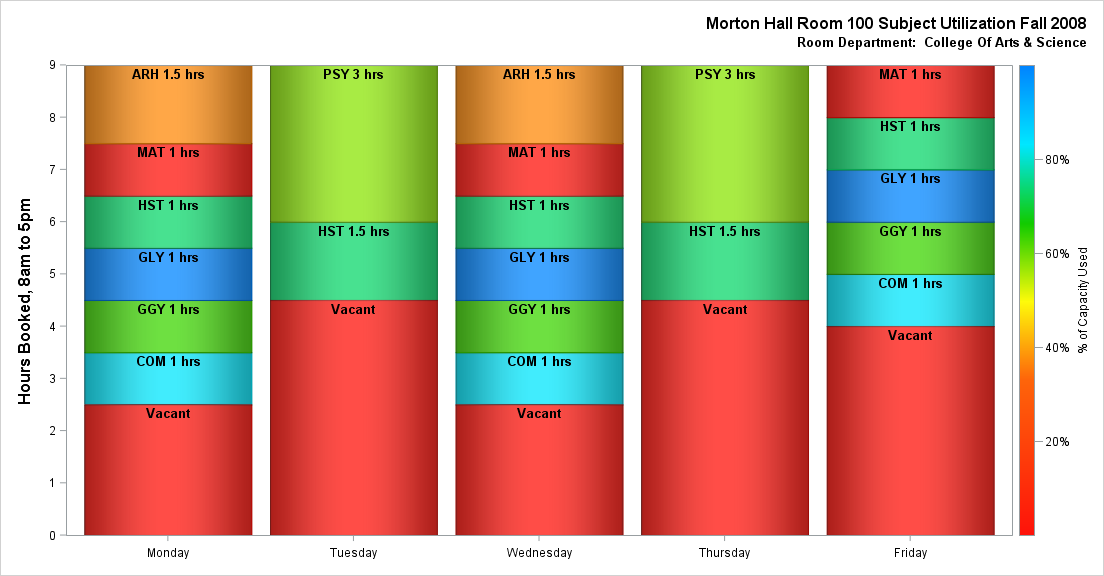 Morton Hall Room 100 Subject Utilization Fall 2008
Room Department:  College Of Arts & Science
Hours Booked, 8am to 5pm
9
8
7
6
5
4
3
2
1
0
ARH 1.5 hrs
MAT 1 hrs
HST 1 hrs
GLY 1 hrs
GGY 1 hrs
COM 1 hrs
Vacant
PSY 3 hrs
HST 1.5 hrs
Vacant
ARH 1.5 hrs
MAT 1 hrs
HST 1 hrs
GLY 1 hrs
GGY 1 hrs
COM 1 hrs
Vacant
PSY 3 hrs
HST 1.5 hrs
Vacant
MAT 1 hrs
HST 1 hrs
GLY 1 hrs
GGY 1 hrs
COM 1 hrs
Vacant
Monday
Tuesday
Wednesday
Thursday
Friday
80%
60%
40%
20%
% of Capacity Used